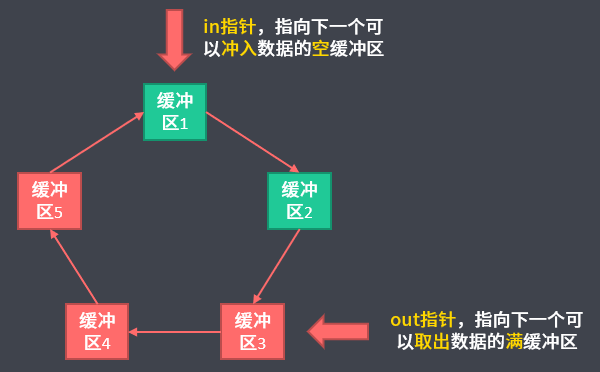 in指针，指向下一个可
以冲入数据的空缓冲区
缓冲
区1
缓冲
区5
缓冲
区2
缓冲
区4
缓冲
区3
out指针，指向下一个可
以取出数据的满缓冲区